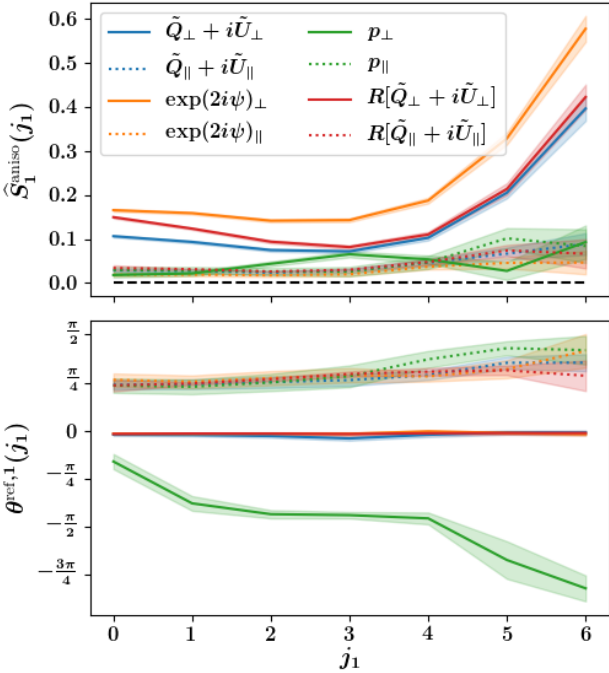 0.6
0.5
0.4
0.3
0.2
0.1
0.0
Ŝ₁ᵃⁿⁱˢᵒ(j₁)
Q̃⊥ + iŨ⊥
Q̃∥ + iŨ∥
exp(2iψ)⊥
exp(2iψ)∥
p⊥
p∥
R[Q̃⊥ + iŨ⊥]
R[Q̃∥ + iŨ∥]
π/2
π/4
0
−π/4
−π/2
−3π/4
θʳᵉᶠ,¹(j₁)
0 1 2 3 4 5 6
j₁